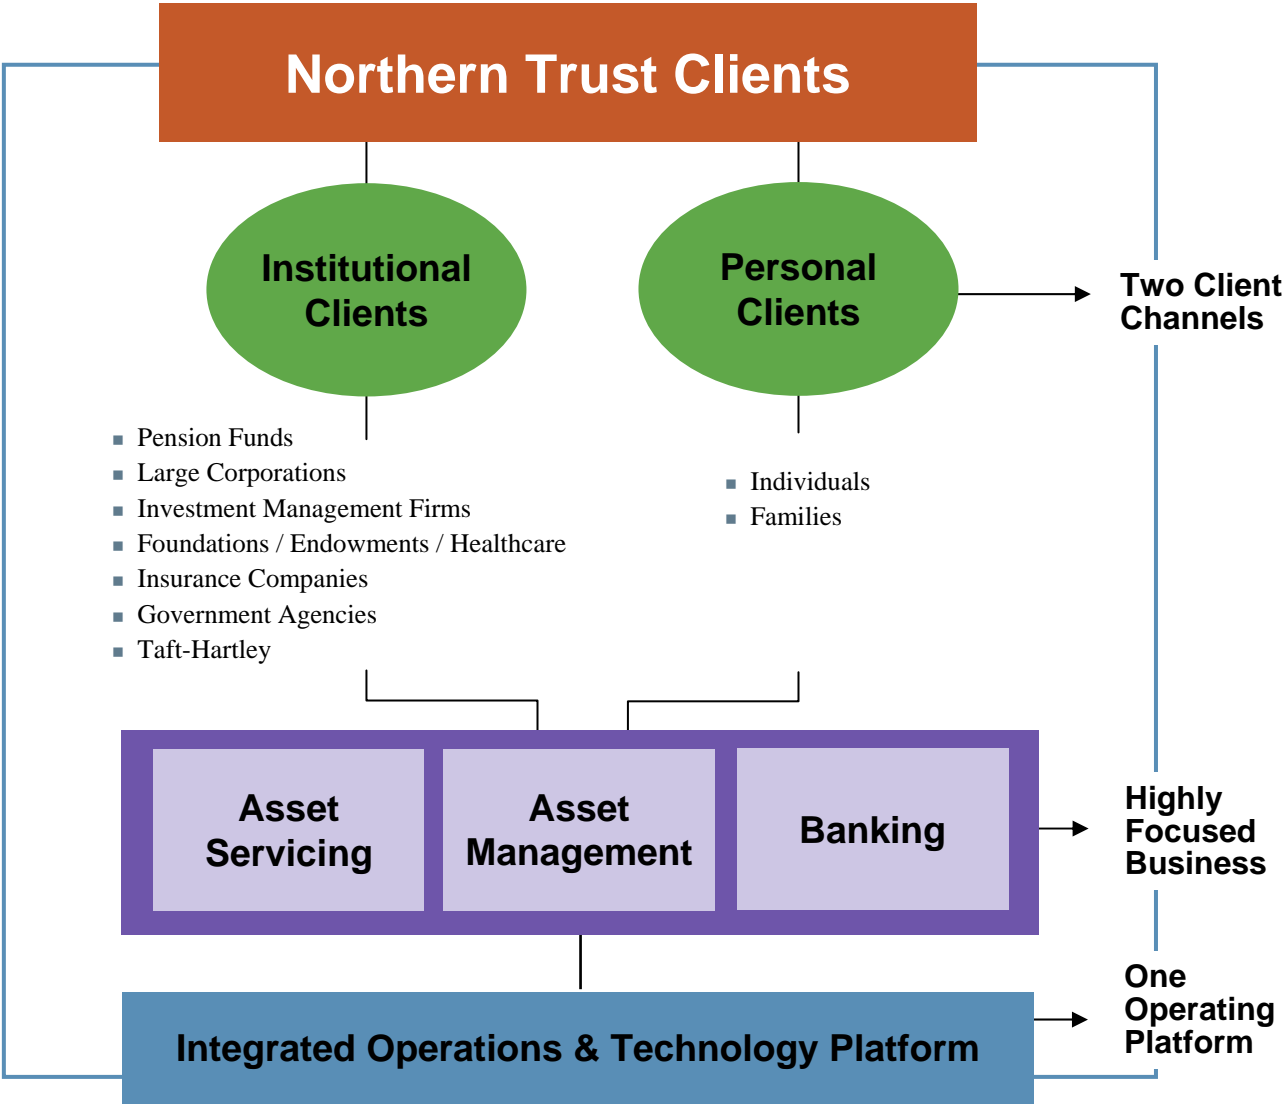 Northern Trust Clients
Institutional
Clients
Personal
Clients
Two Client
Channels
Pension Funds
Large Corporations
Investment Management Firms
Foundations / Endowments / Healthcare
Insurance Companies
Government Agencies
Taft-Hartley
Individuals
Families
Asset
Servicing
Asset
Management
Banking
Highly
Focused
Business
Integrated Operations & Technology Platform
One
Operating
Platform